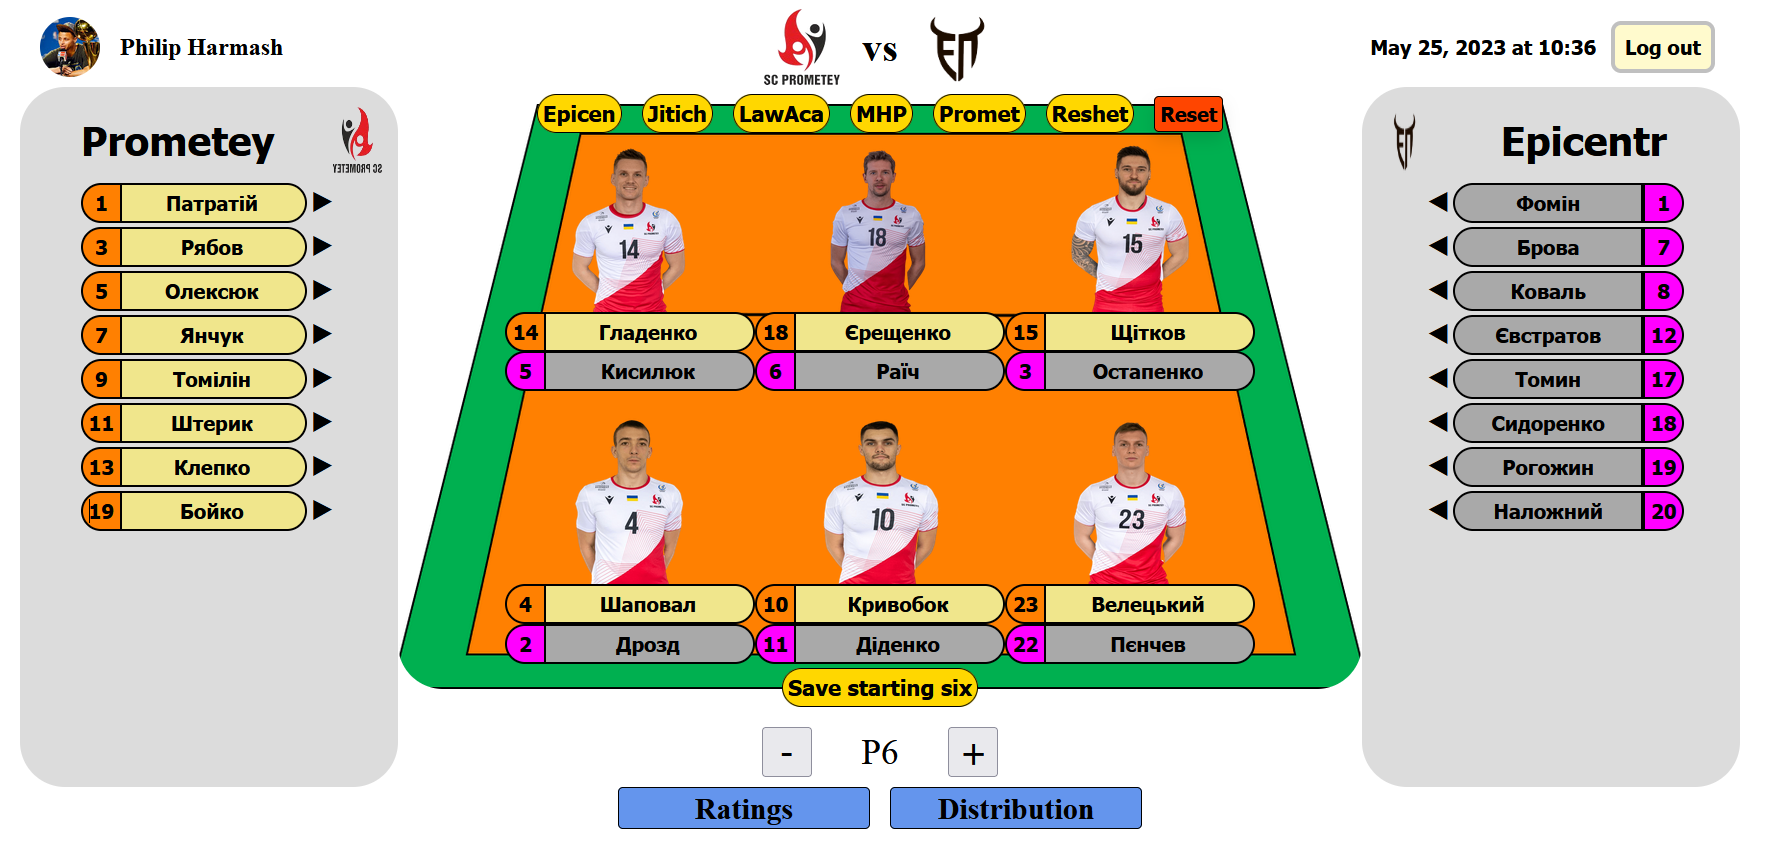 Philip Harmash
SC PROMETEY
vs
ЕП
May 25, 2023 at 10:36
Log out
Epicen
Jitich
LawAca
MHP
Promet
Reshet
Reset
Prometey
SC PROMETEY
1 Патратій
3 Рябов
5 Олексюк
7 Янчук
9 Томілін
11 Штерик
13 Клепко
19 Бойко
14
18
15
14 Гладенко
18 Єрещенко
15 Щітков
5 Кисилюк
6 Раїч
3 Остапенко
4
10
23
4 Шаповал
10 Кривобок
23 Велецький
2 Дрозд
11 Діденко
22 Пєнчев
Save starting six
- P6 +
Ratings
Distribution
ЕП
Epicentr
Фомін 1
Брова 7
Коваль 8
Євстратов 12
Томин 17
Сидоренко 18
Рогожин 19
Наложний 20